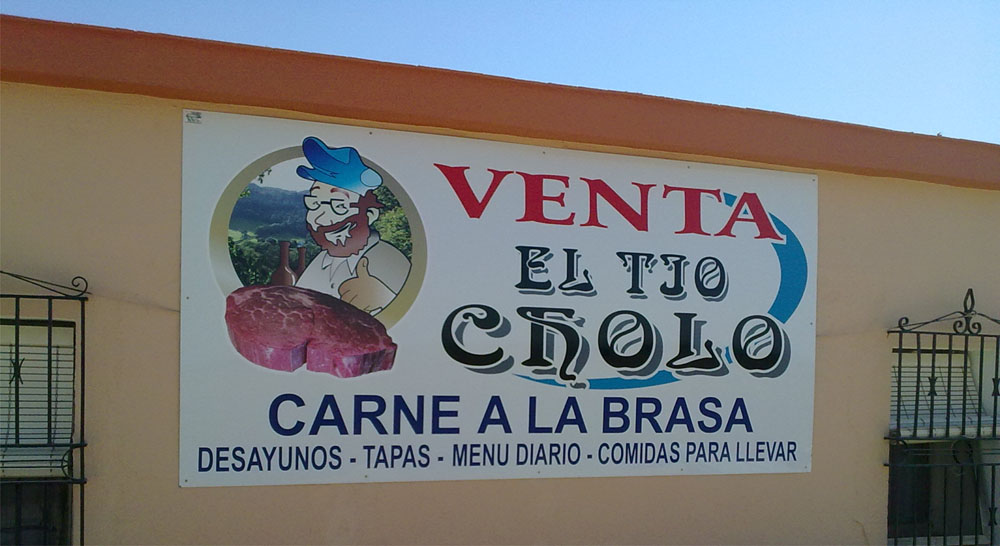 VENTA
EL TIO
CHOLO
CARNE A LA BRASA
DESAYUNOS - TAPAS - MENU DIARIO - COMIDAS PARA LLEVAR